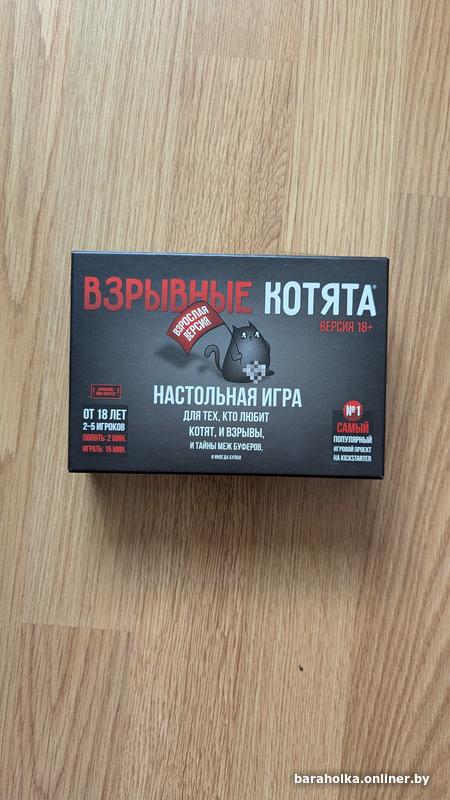 ВЗРЫВНЫЕ КОТЯТА®
ВЕРСИЯ 18+
ВЗРОСЛАЯ
ВЕРСИЯ
НАСТОЛЬНАЯ ИГРА
ДЛЯ ТЕХ, КТО ЛЮБИТ
КОТЯТ, И ВЗРЫВЫ,
И ТАЙНЫ МЕЖ БУФЕРОВ,
И ИНОГДА БУЛКИ
ОТ 18 ЛЕТ
2–5 ИГРОКОВ
ПОНЯТЬ: 2 МИН.
ИГРАТЬ: 15 МИН.
№1
САМЫЙ
ПОПУЛЯРНЫЙ
ИГРОВОЙ ПРОЕКТ
НА KICKSTARTER
baraholka.onliner.by